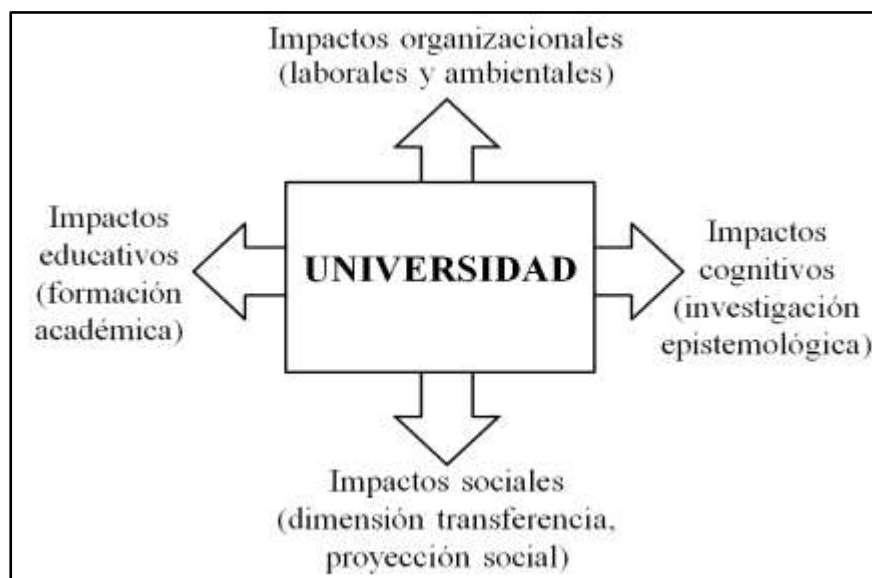 Impactos organizacionales
(laborales y ambientales)
Impactos
educativos
(formación
académica)
UNIVERSIDAD
Impactos
cognitivos
(investigación
epistemológica)
Impactos sociales
(dimensión transferencia,
proyección social)